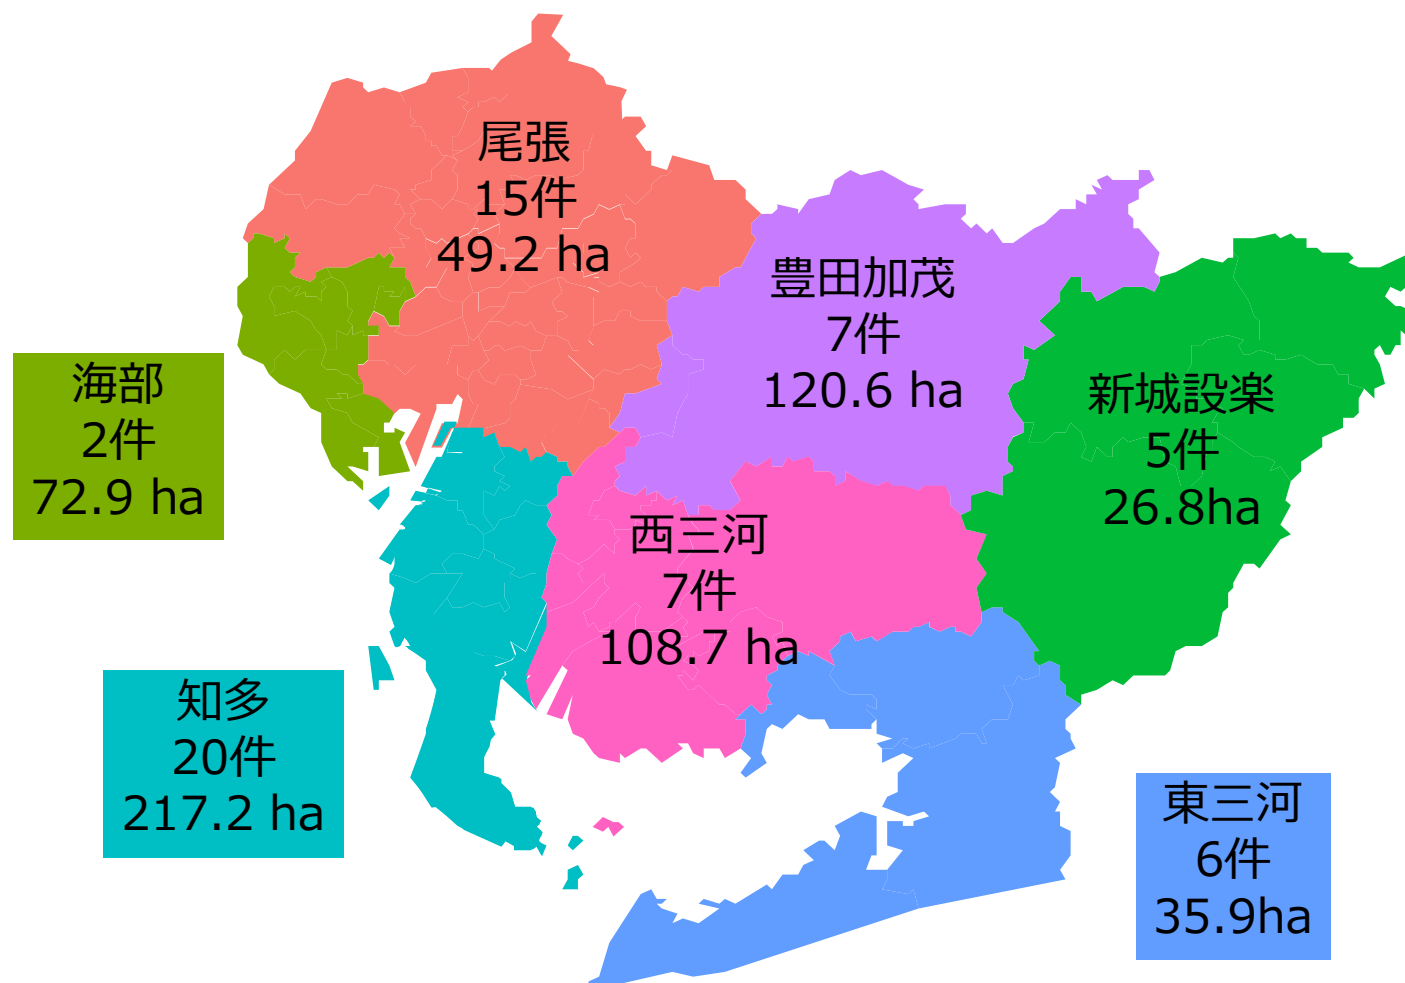 尾張
15件
49.2 ha
豊田加茂
7件
120.6 ha
海部
2件
72.9 ha
新城設楽
5件
26.8ha
西三河
7件
108.7 ha
知多
20件
217.2 ha
東三河
6件
35.9ha